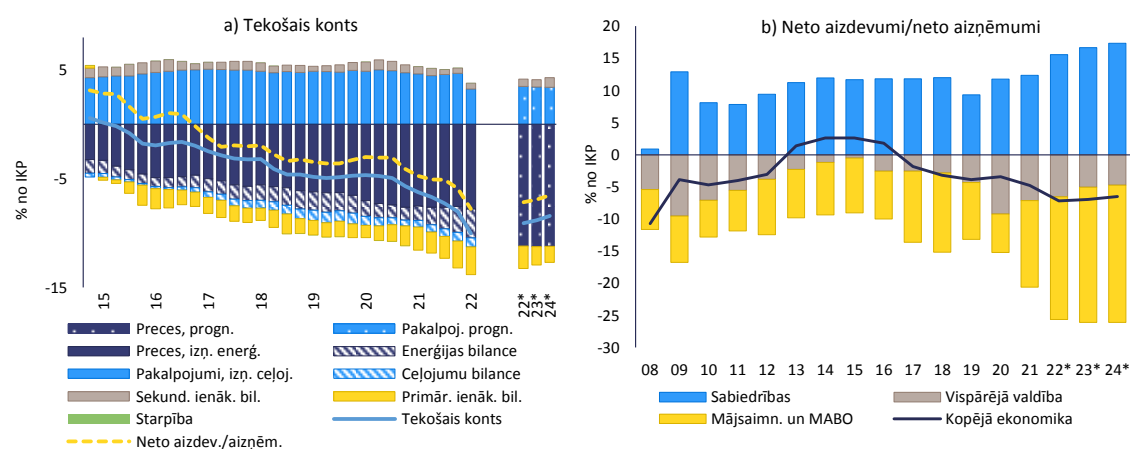 a) Tekošais konts
5
-5
-15
% no IKP
15
16
17
18
19
20
21
22
22*
23*
24*
Preces, progn.
Pakalpoj. progn.
Preces, izņ. enerģ.
Enerģijas bilance
Pakalpojumi, izņ. ceļoj.
Ceļojumu bilance
Sekund. ienāk. bil.
Primār. ienāk. bil.
Starpība
Tekošais konts
Neto aizdev./aizņēm.
b) Neto aizdevumi/neto aizņēmumi
20
15
10
5
0
-5
-10
-15
-20
-25
-30
% no IKP
08 09 10 11 12 13 14 15 16 17 18 19 20 21 22* 23* 24*
Sabiedrības
Vispārējā valdība
Mājsaimn. un MABO
Kopējā ekonomika